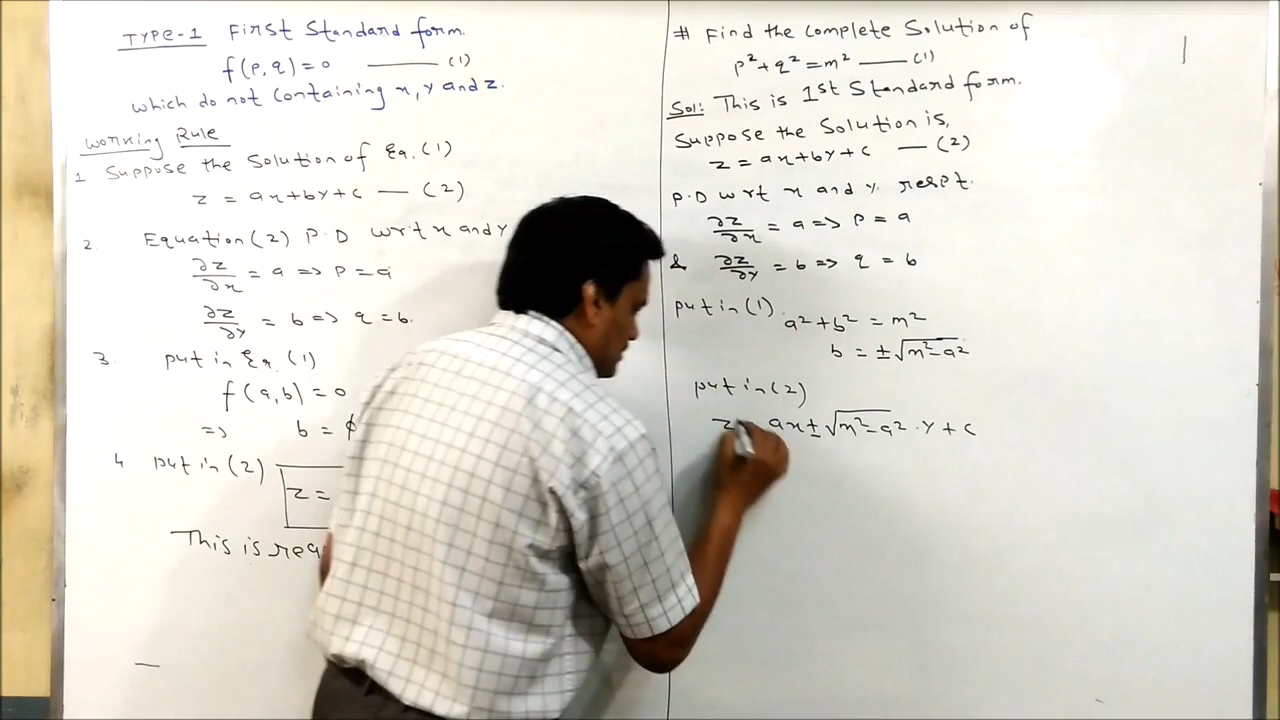 TYPE-1 First Standard form.
f(p,q)=0 —— (1)
which do not containing x, y and z.
Working Rule
1 Suppose the Solution of Eq.(1)
z = ax+by+c — (2)
2. Equation(2) P.D wrt x and y
∂z/∂x = a => p = a
∂z/∂y = b => q = b.
3. put in Eq.(1)
f(a,b) = 0
=> b = ϕ
4 put in(2)
z =
This is
# Find the Complete Solution of
p²+q²=m² —— (1)
Sol: This is 1st Standard form.
Suppose the Solution is,
z = ax+by+c — (2)
P.D wrt x and y. respt.
∂z/∂x = a => p = a
& ∂z/∂y = b => q = b
put in(1)
a²+b² = m²
b = ±√m²-a²
put in(2)
z ax±√m²-a² . y + c